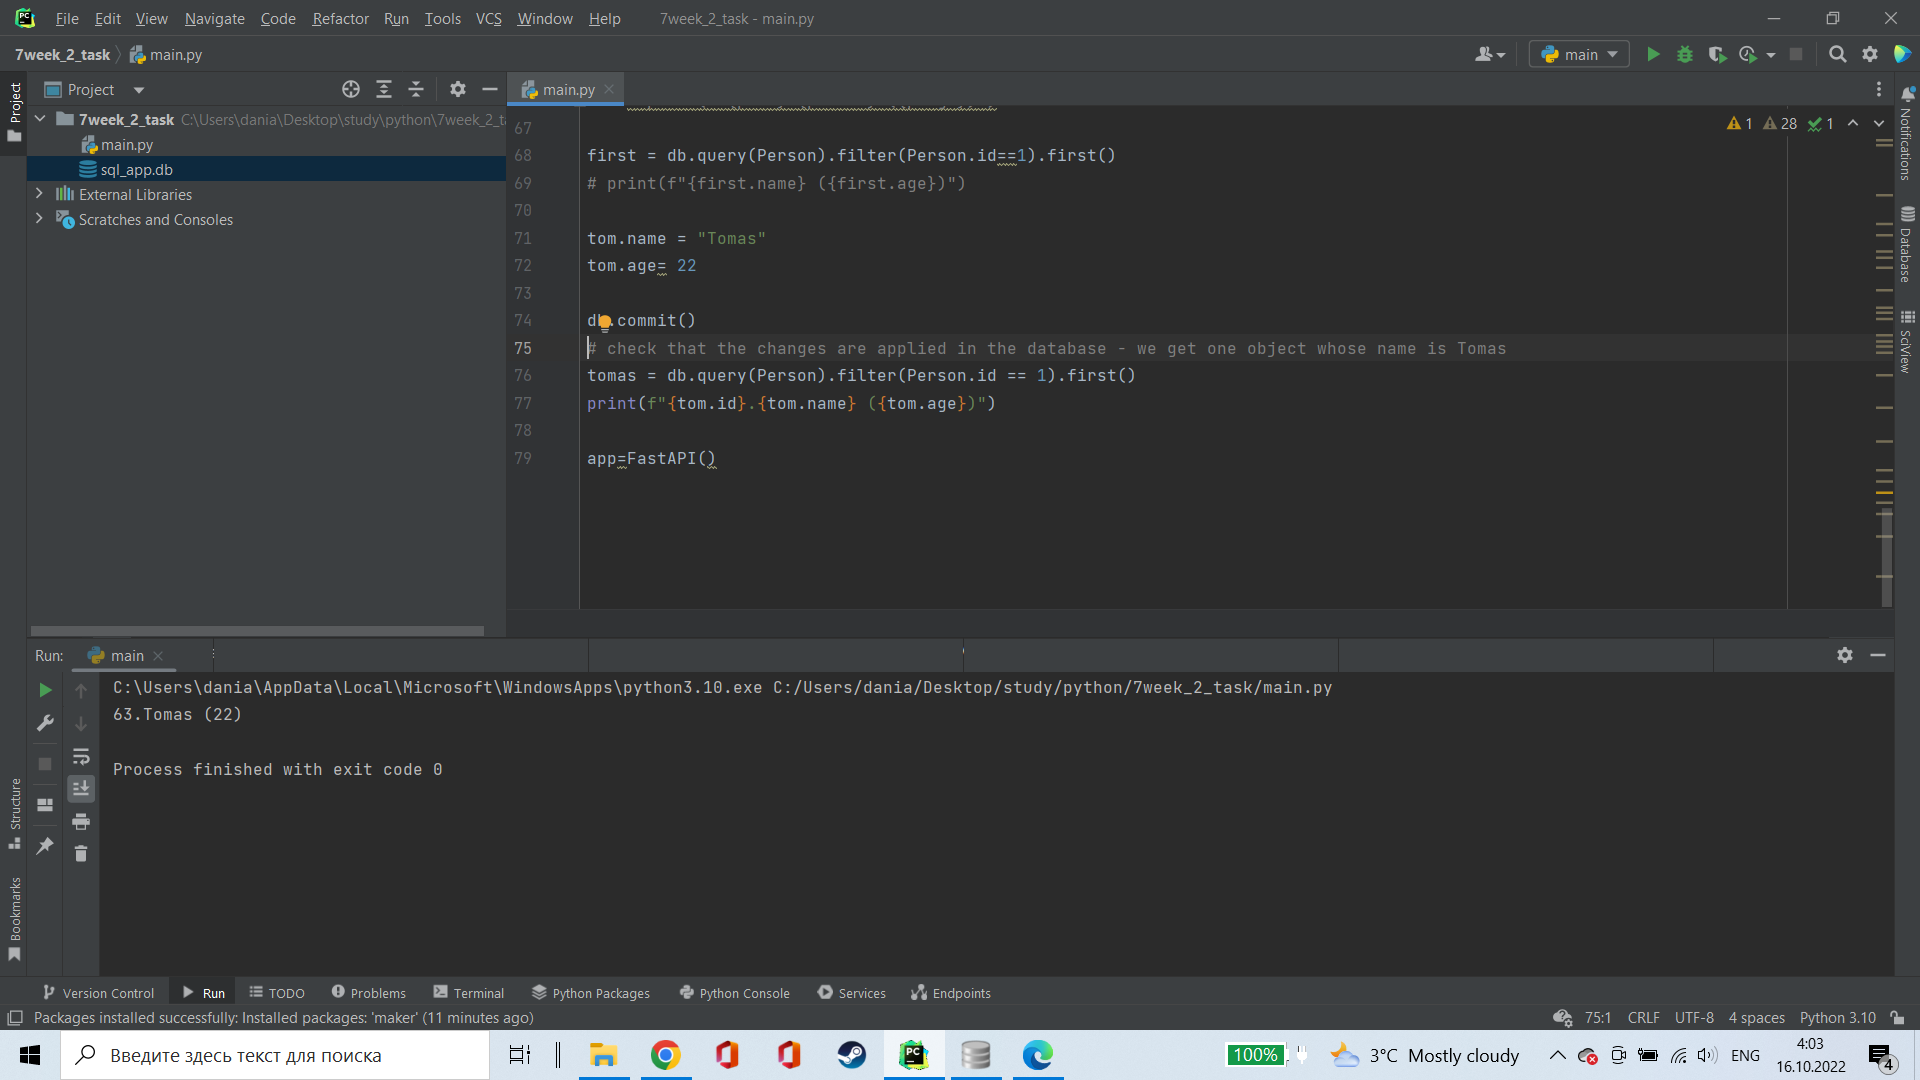 File Edit View Navigate Code Refactor Run Tools VCS Window Help 7week_2_task - main.py
7week_2_task main.py
main
Project
Project
main.py
7week_2_task C:\Users\dania\Desktop\study\python\7week_2_t
main.py
sql_app.db
External Libraries
Scratches and Consoles
1 28 1
67
68 first = db.query(Person).filter(Person.id==1).first()
69 # print(f"{first.name} ({first.age})")
70
71 tom.name = "Tomas"
72 tom.age= 22
73
74 db.commit()
75 # check that the changes are applied in the database - we get one object whose name is Tomas
76 tomas = db.query(Person).filter(Person.id == 1).first()
77 print(f"{tom.id}.{tom.name} ({tom.age})")
78
79 app=FastAPI()
Notifications
Database
SciView
Run: main
C:\Users\dania\AppData\Local\Microsoft\WindowsApps\python3.10.exe C:/Users/dania/Desktop/study/python/7week_2_task/main.py
63.Tomas (22)
Process finished with exit code 0
Structure
Bookmarks
Version Control Run TODO Problems Terminal Python Packages Python Console Services Endpoints
Packages installed successfully: Installed packages: 'maker' (11 minutes ago)
75:1 CRLF UTF-8 4 spaces Python 3.10
Введите здесь текст для поиска
100% 3°C Mostly cloudy ENG
4:03
16.10.2022
4